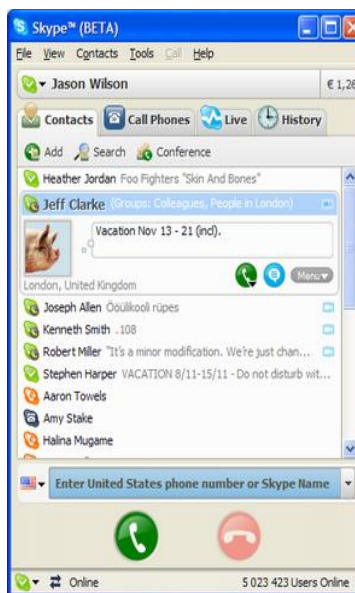 Skype™ (BETA)
File View Contacts Tools Call Help
Jason Wilson € 1,26
Contacts Call Phones Live History
Add Search Conference
Heather Jordan Foo Fighters "Skin And Bones"
Jeff Clarke (Groups: Colleagues, People in London)
Vacation Nov 13 - 21 (incl).
Menu
London, United Kingdom
Joseph Allen Ööülikooli rüpes
Kenneth Smith .108
Robert Miller "It's a minor modification. We're just chan...
Stephen Harper VACATION 8/11-15/11 - Do not disturb wit...
Aaron Towels
Amy Stake
Halina Mugame
Enter United States phone number or Skype Name
Online 5 023 423 Users Online